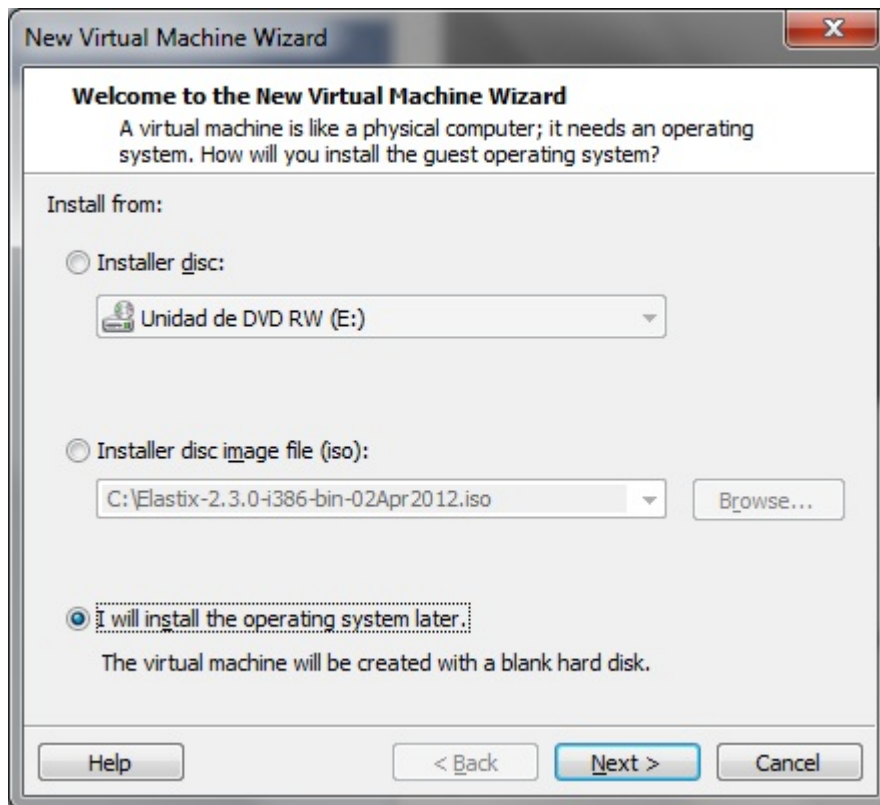 New Virtual Machine Wizard
Welcome to the New Virtual Machine Wizard
A virtual machine is like a physical computer; it needs an operating
system. How will you install the guest operating system?
Install from:
Installer disc:
Unidad de DVD RW (E:)
Installer disc image file (iso):
C:\Elastix-2.3.0-i386-bin-02Apr2012.iso
Browse...
I will install the operating system later.
The virtual machine will be created with a blank hard disk.
Help
< Back
Next >
Cancel